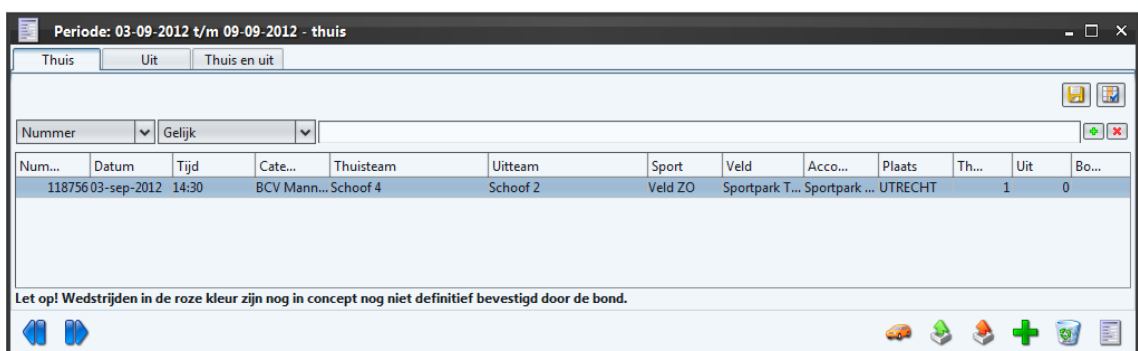 Periode: 03-09-2012 t/m 09-09-2012 - thuis
Thuis Uit Thuis en uit
Nummer Gelijk
Num... Datum Tijd Cate... Thuisteam Uitteam Sport Veld Acco... Plaats Th... Uit Bo...
118756 03-sep-2012 14:30 BCV Mann... Schoof 4 Schoof 2 Veld ZO Sportpark T... Sportpark ... UTRECHT 1 0
Let op! Wedstrijden in de roze kleur zijn nog in concept nog niet definitief bevestigd door de bond.